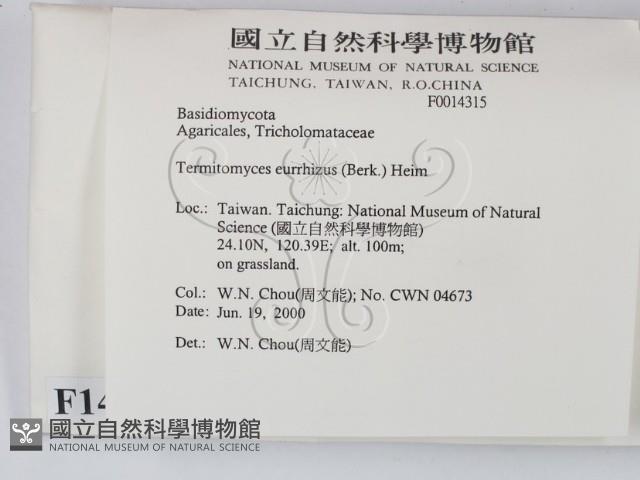 國立自然科學博物館
NATIONAL MUSEUM OF NATURAL SCIENCE
TAICHUNG, TAIWAN, R.O.CHINA
F0014315
Basidiomycota
Agaricales, Tricholomataceae
Termitomyces eurrhizus (Berk.) Heim
Loc.: Taiwan. Taichung: National Museum of Natural
Science (國立自然科學博物館)
24.10N, 120.39E; alt. 100m;
on grassland.
Col.: W.N. Chou(周文能); No. CWN 04673
Date: Jun. 19, 2000
Det.: W.N. Chou(周文能)
F14
國立自然科學博物館
NATIONAL MUSEUM OF NATURAL SCIENCE